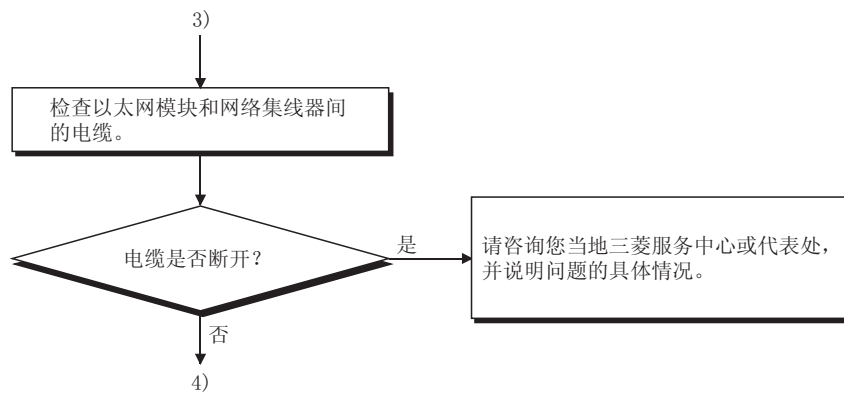 3)
检查以太网模块和网络集线器间
的电缆。
电缆是否断开？
是
请咨询您当地三菱服务中心或代表处，
并说明问题的具体情况。
否
4)